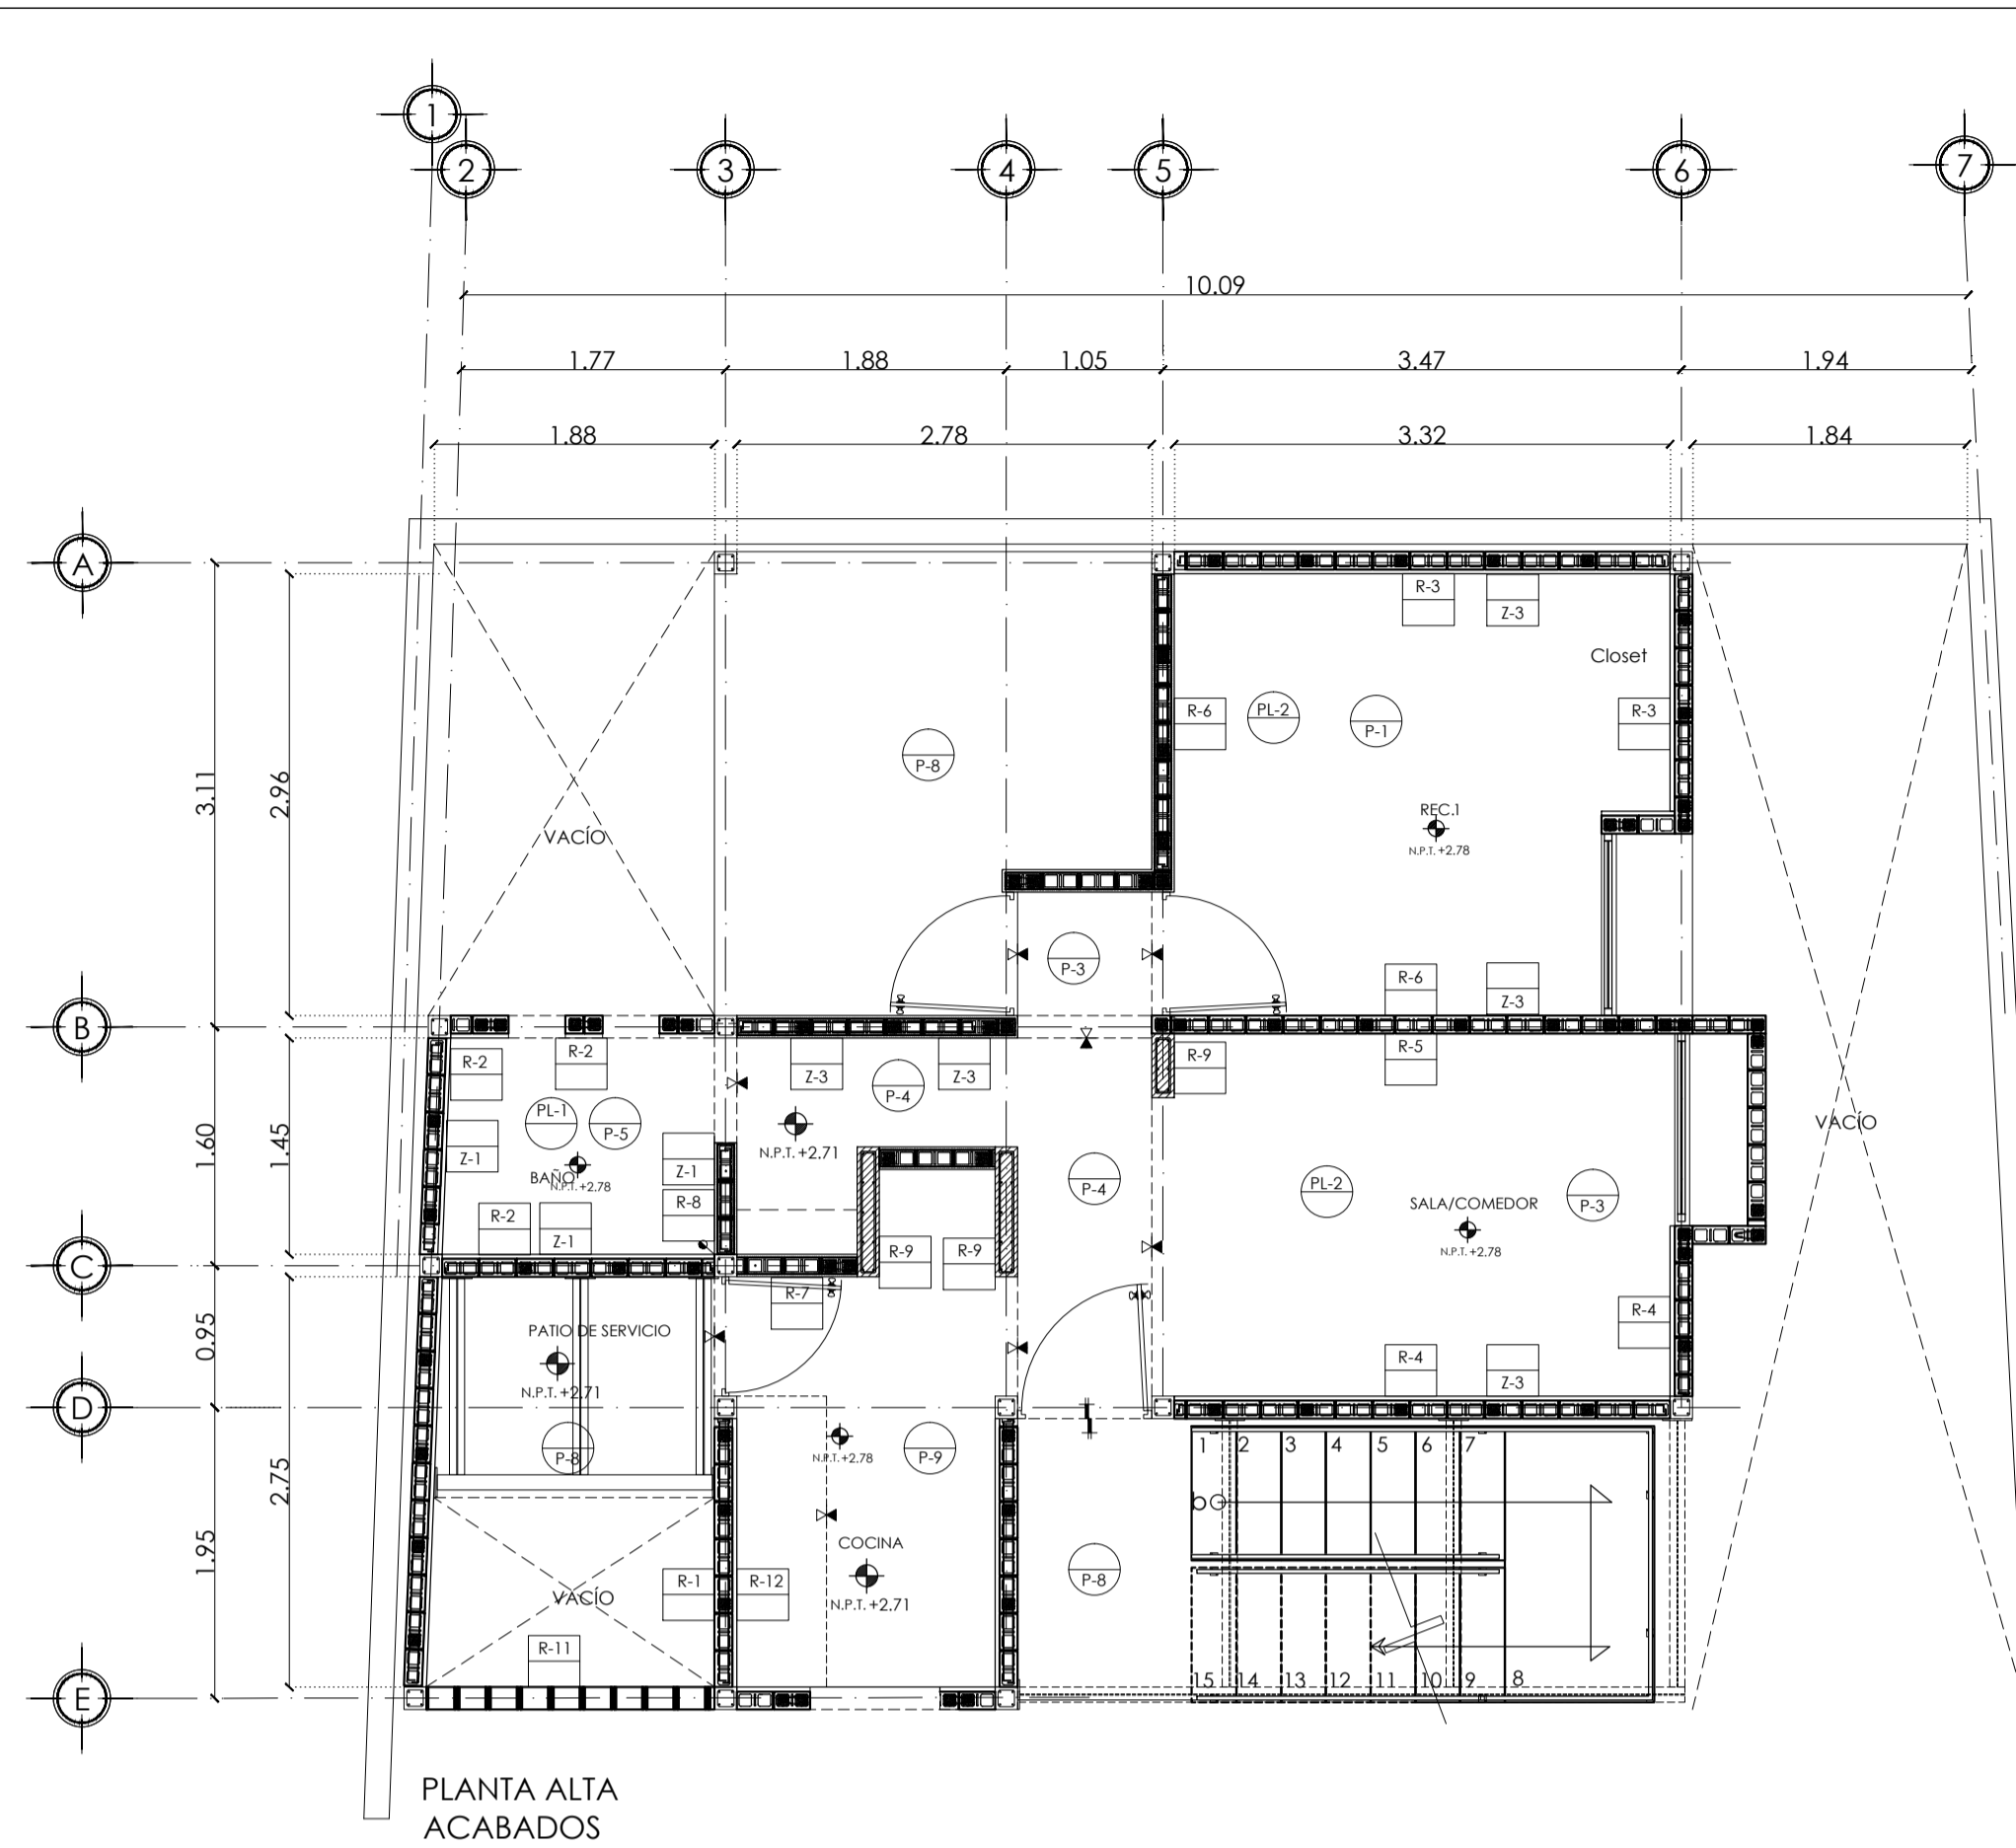 1
2
3
4
5
6
7
10.09
1.77
1.88
1.05
3.47
1.94
1.88
2.78
3.32
1.84
A
B
C
D
E
3.11
2.96
1.60
1.45
0.95
2.75
1.95
R-3
Z-3
Closet
R-6
PL-2
P-1
R-3
P-8
REC.1
N.P.T. +2.78
VACÍO
P-3
R-6
Z-3
R-2
R-2
Z-3
Z-3
P-4
R-9
R-5
PL-1
P-5
Z-1
N.P.T. +2.71
Z-1
BAÑO
N.P.T. +2.78
R-8
R-2
Z-1
P-4
PL-2
P-3
SALA/COMEDOR
N.P.T. +2.78
VACÍO
R-9
R-9
R-7
R-4
R-4
Z-3
PATIO DE SERVICIO
N.P.T. +2.71
P-8
N.P.T. +2.78
P-9
COCINA
N.P.T. +2.71
R-1
R-12
VACÍO
R-11
P-8
1 2 3 4 5 6 7
b
15 14 13 12 11 10 9 8
PLANTA ALTA
ACABADOS